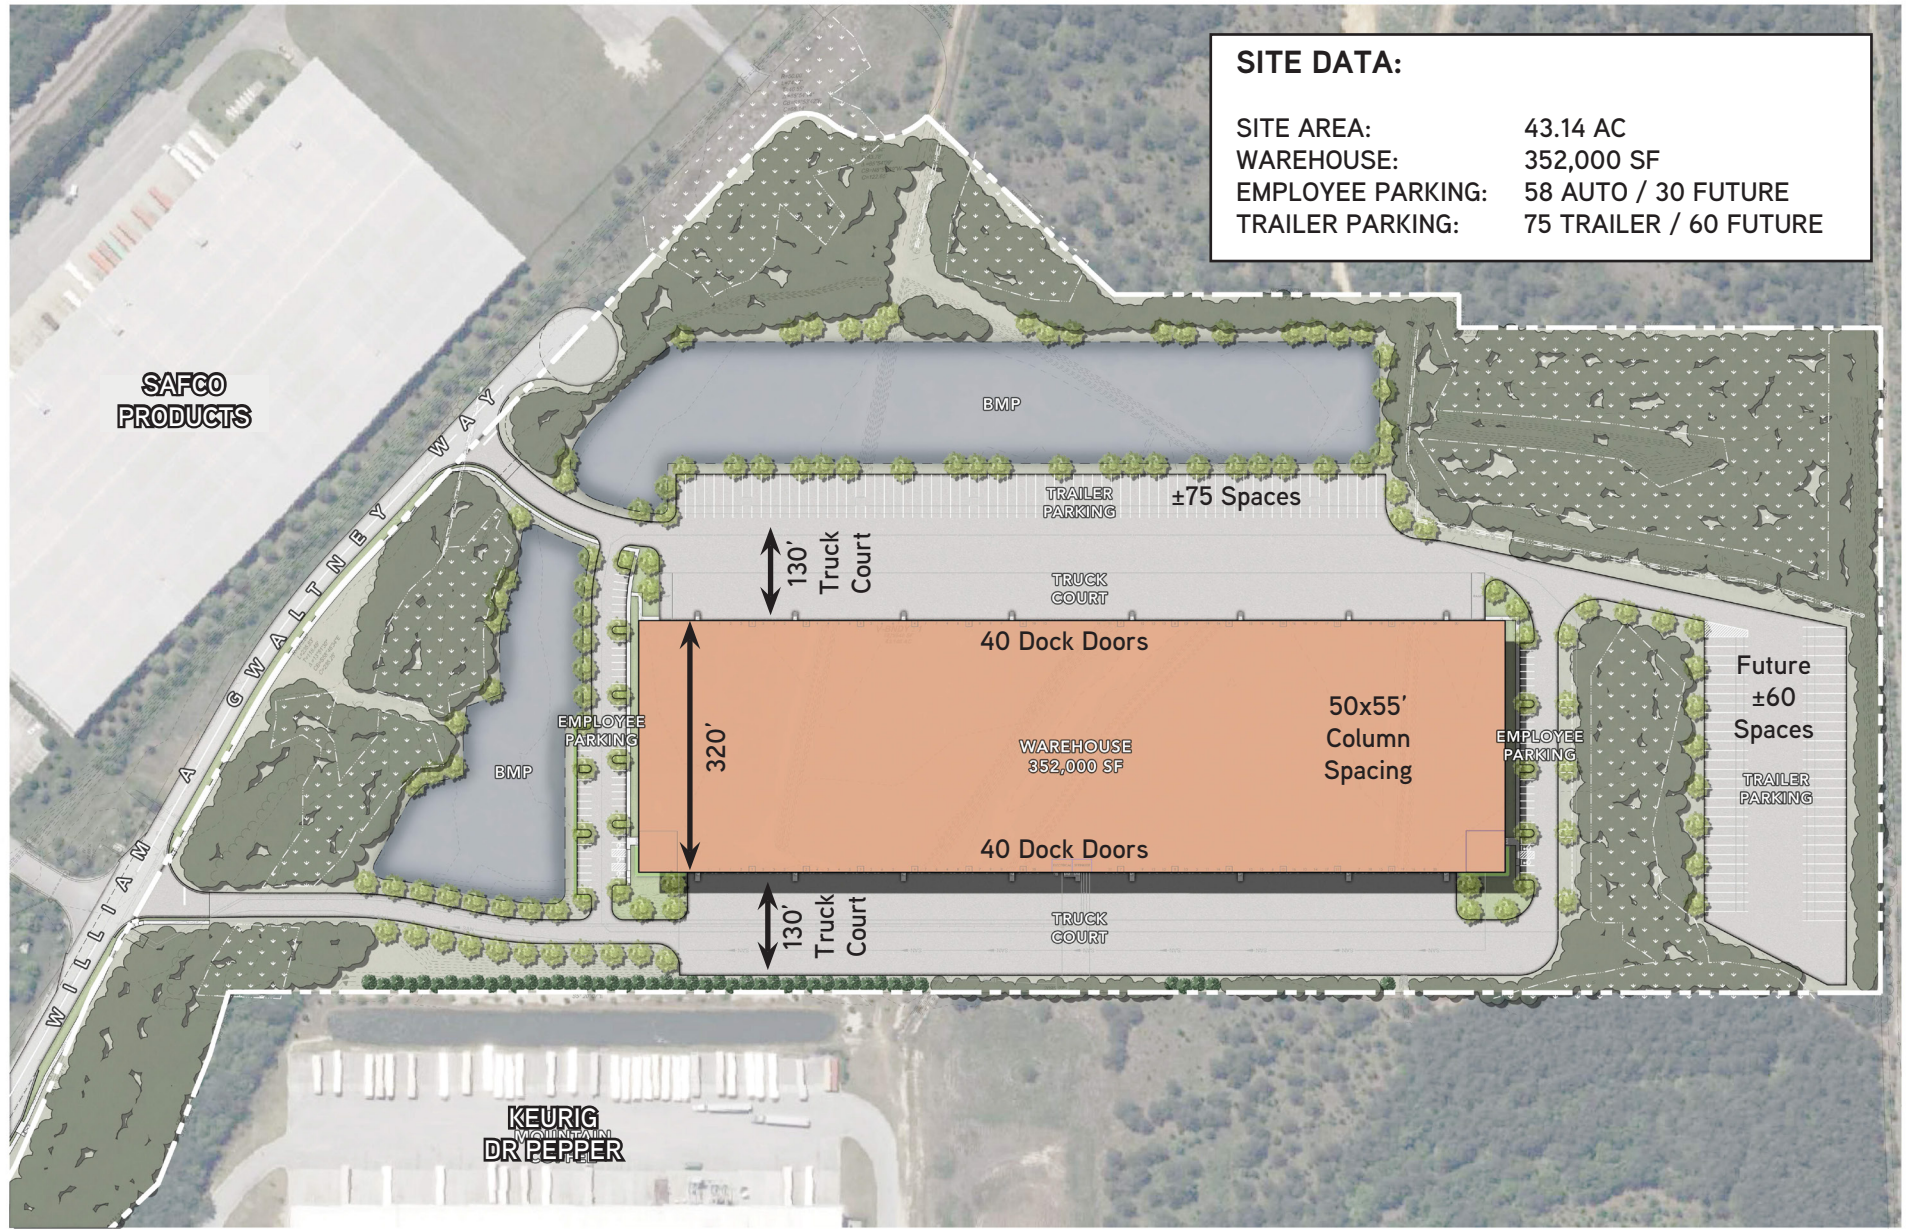 SITE DATA:
SITE AREA: 43.14 AC
WAREHOUSE: 352,000 SF
EMPLOYEE PARKING: 58 AUTO / 30 FUTURE
TRAILER PARKING: 75 TRAILER / 60 FUTURE
SAFCO
PRODUCTS
WILLIAM A GWALTNEY WAY
BMP
TRAILER
PARKING
±75 Spaces
130'
Truck
Court
TRUCK
COURT
40 Dock Doors
320'
EMPLOYEE
PARKING
BMP
WAREHOUSE
352,000 SF
50x55'
Column
Spacing
EMPLOYEE
PARKING
Future
±60
Spaces
TRAILER
PARKING
40 Dock Doors
130'
Truck
Court
TRUCK
COURT
KEURIG
DR PEPPER
MOUNTAIN